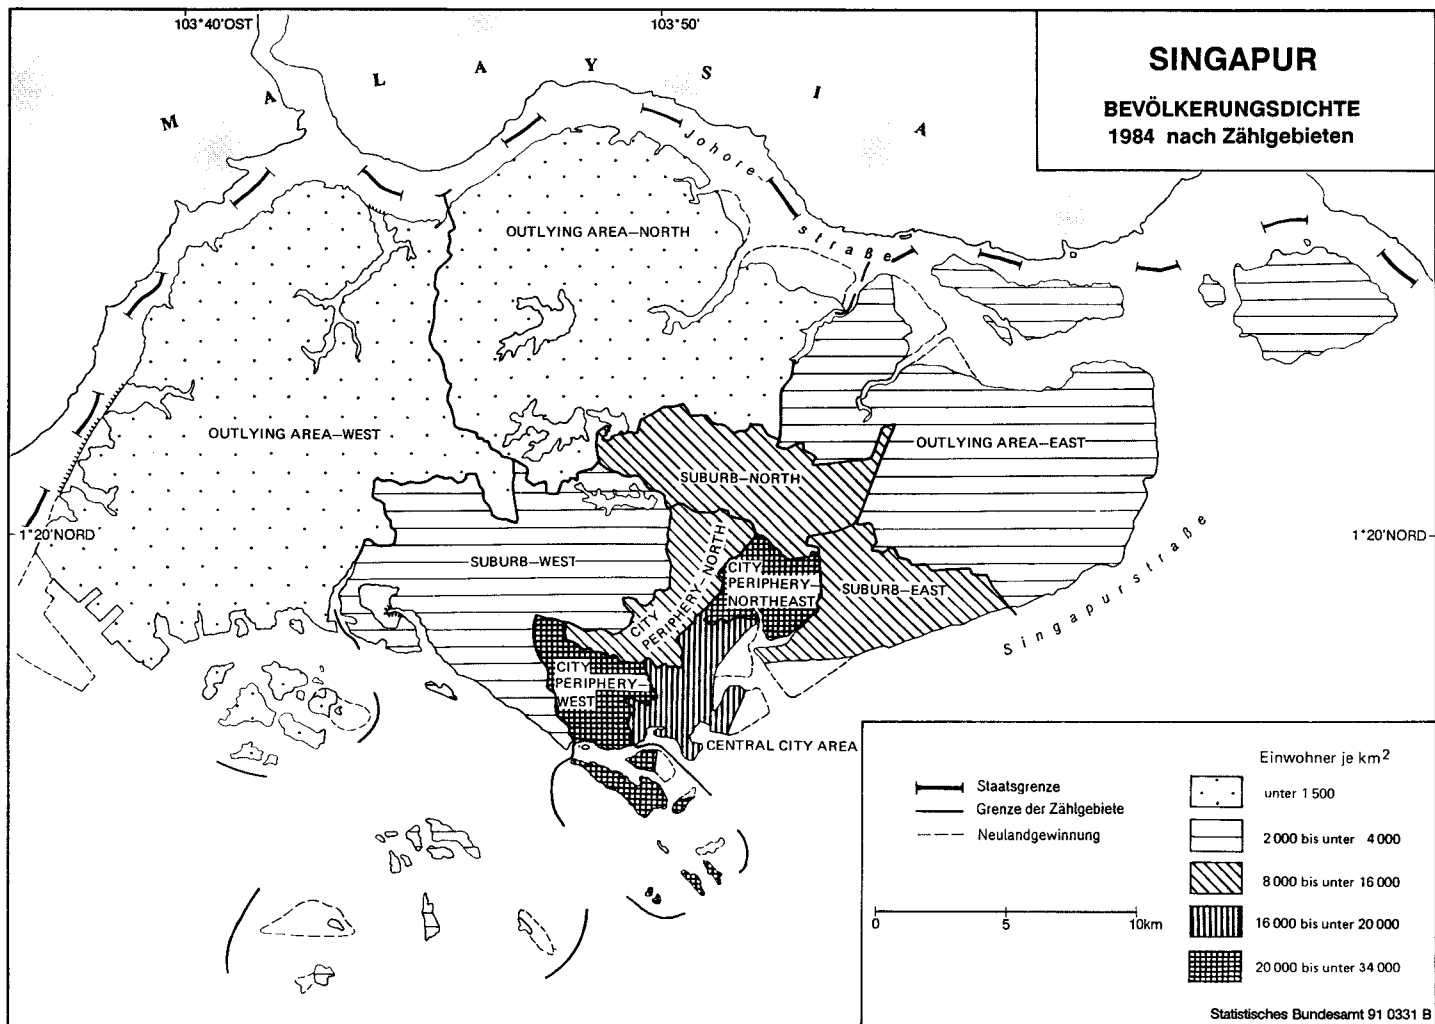 103°40'OST
103°50'
SINGAPUR
BEVÖLKERUNGSDICHTE
1984 nach Zählgebieten
MALAYSIA
Johore-
straße
OUTLYING AREA–NORTH
OUTLYING AREA–WEST
OUTLYING AREA–EAST
SUBURB–NORTH
1°20'NORD
1°20'NORD
SUBURB–WEST
CITY
PERIPHERY–NORTH
CITY
PERIPHERY–
NORTHEAST
SUBURB–EAST
Singapurstraße
CITY
PERIPHERY–
WEST
CENTRAL CITY AREA
Staatsgrenze
Grenze der Zählgebiete
Neulandgewinnung
0 5 10km
Einwohner je km²
unter 1 500
2 000 bis unter 4 000
8 000 bis unter 16 000
16 000 bis unter 20 000
20 000 bis unter 34 000
Statistisches Bundesamt 91 0331 B